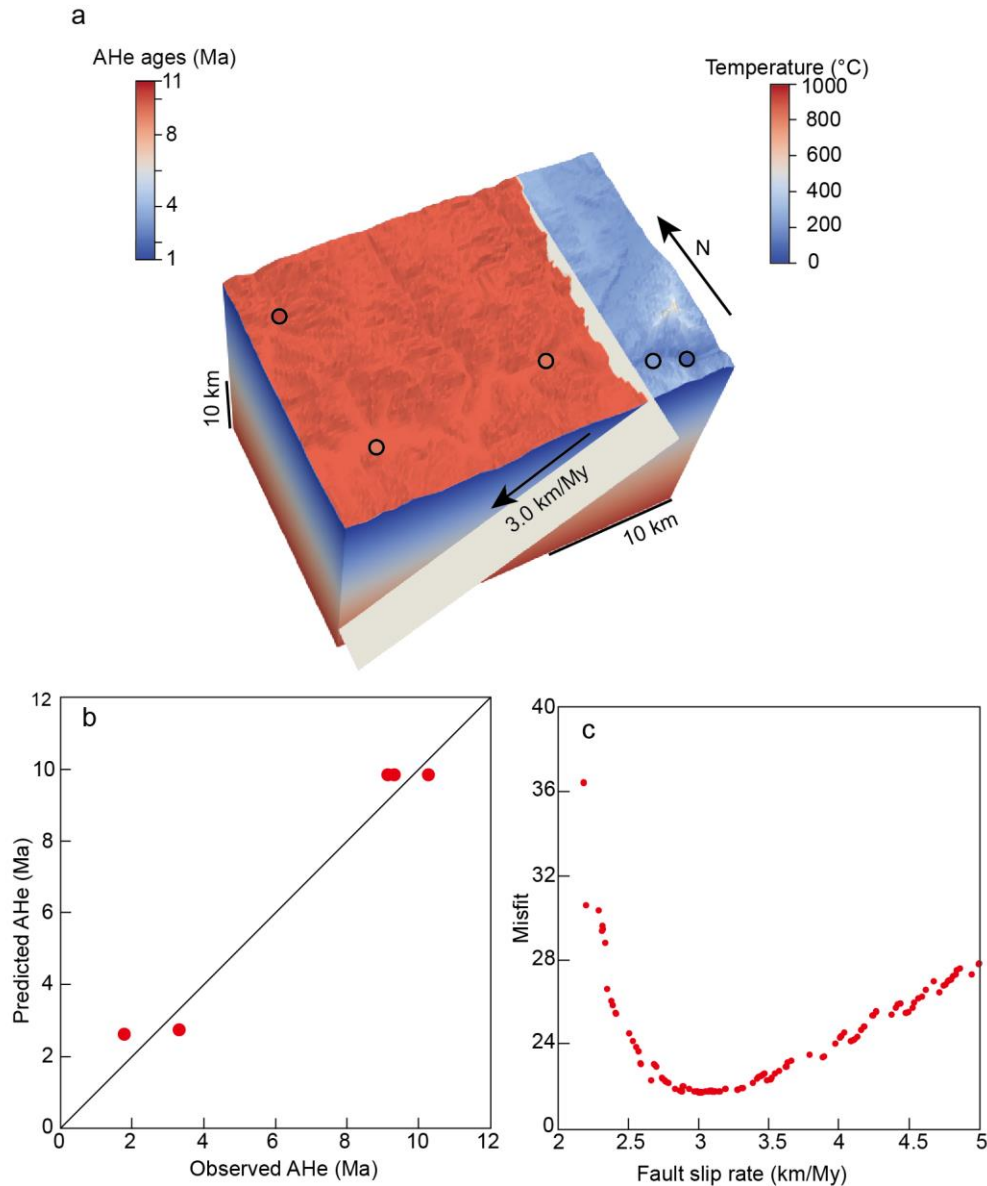 a
AHe ages (Ma)
11
8
4
1
Temperature (°C)
1000
800
600
400
200
0
N
10 km
3.0 km/My
10 km
b
12
10
8
6
4
2
0
Predicted AHe (Ma)
0 2 4 6 8 10 12
Observed AHe (Ma)
c
40
36
32
28
24
0
Misfit
2 2.5 3 3.5 4 4.5 5
Fault slip rate (km/My)